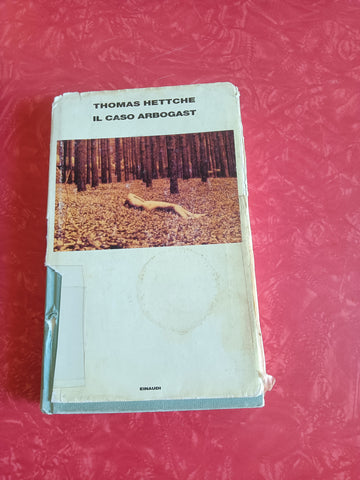 THOMAS HETTCHE
IL CASO ARBOGAST
EINAUDI